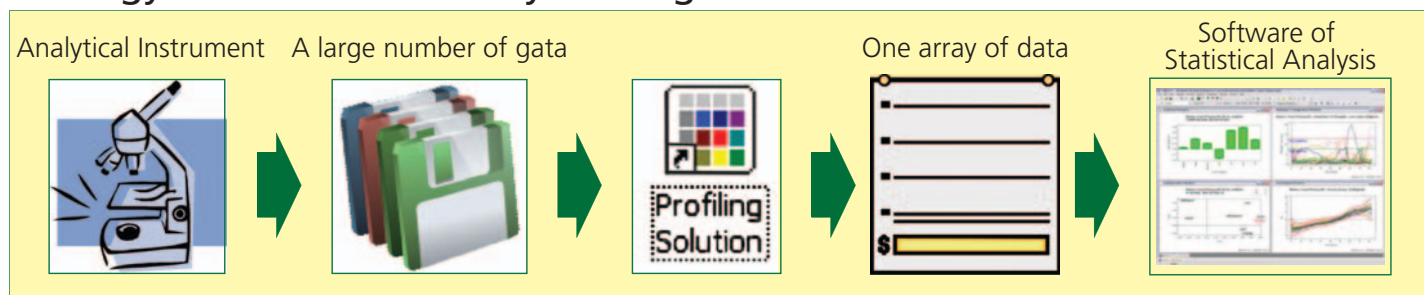 Analytical Instrument
A large number of gata
One array of data
Software of
Statistical Analysis
Profiling
Solution
$